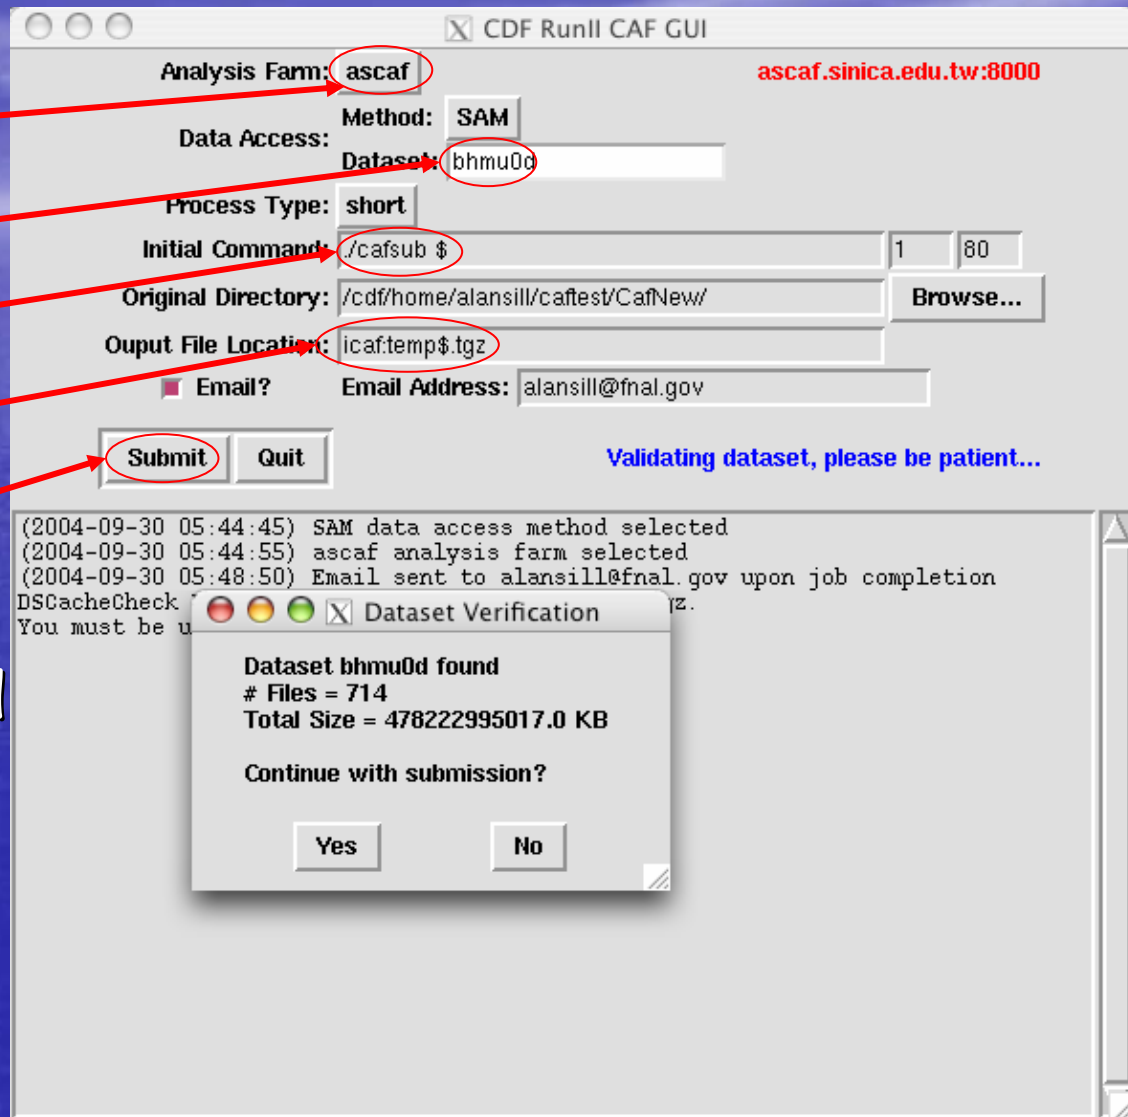 CDF RunII CAF GUI
Analysis Farm: ascaf ascaf.sinica.edu.tw:8000
Data Access: Method: SAM
Dataset: bhmu0d
Process Type: short
Initial Command: ./cafsub $ 1 80
Original Directory: /cdf/home/alansill/caftest/CafNew/ Browse...
Ouput File Location: icaf:temp$.tgz
Email? Email Address: alansill@fnal.gov
Submit Quit Validating dataset, please be patient...
(2004-09-30 05:44:45) SAM data access method selected
(2004-09-30 05:44:55) ascaf analysis farm selected
(2004-09-30 05:48:50) Email sent to alansill@fnal.gov upon job completion
DSCacheCheck gz.
You must be u
Dataset Verification
Dataset bhmu0d found
# Files = 714
Total Size = 478222995017.0 KB
Continue with submission?
Yes No